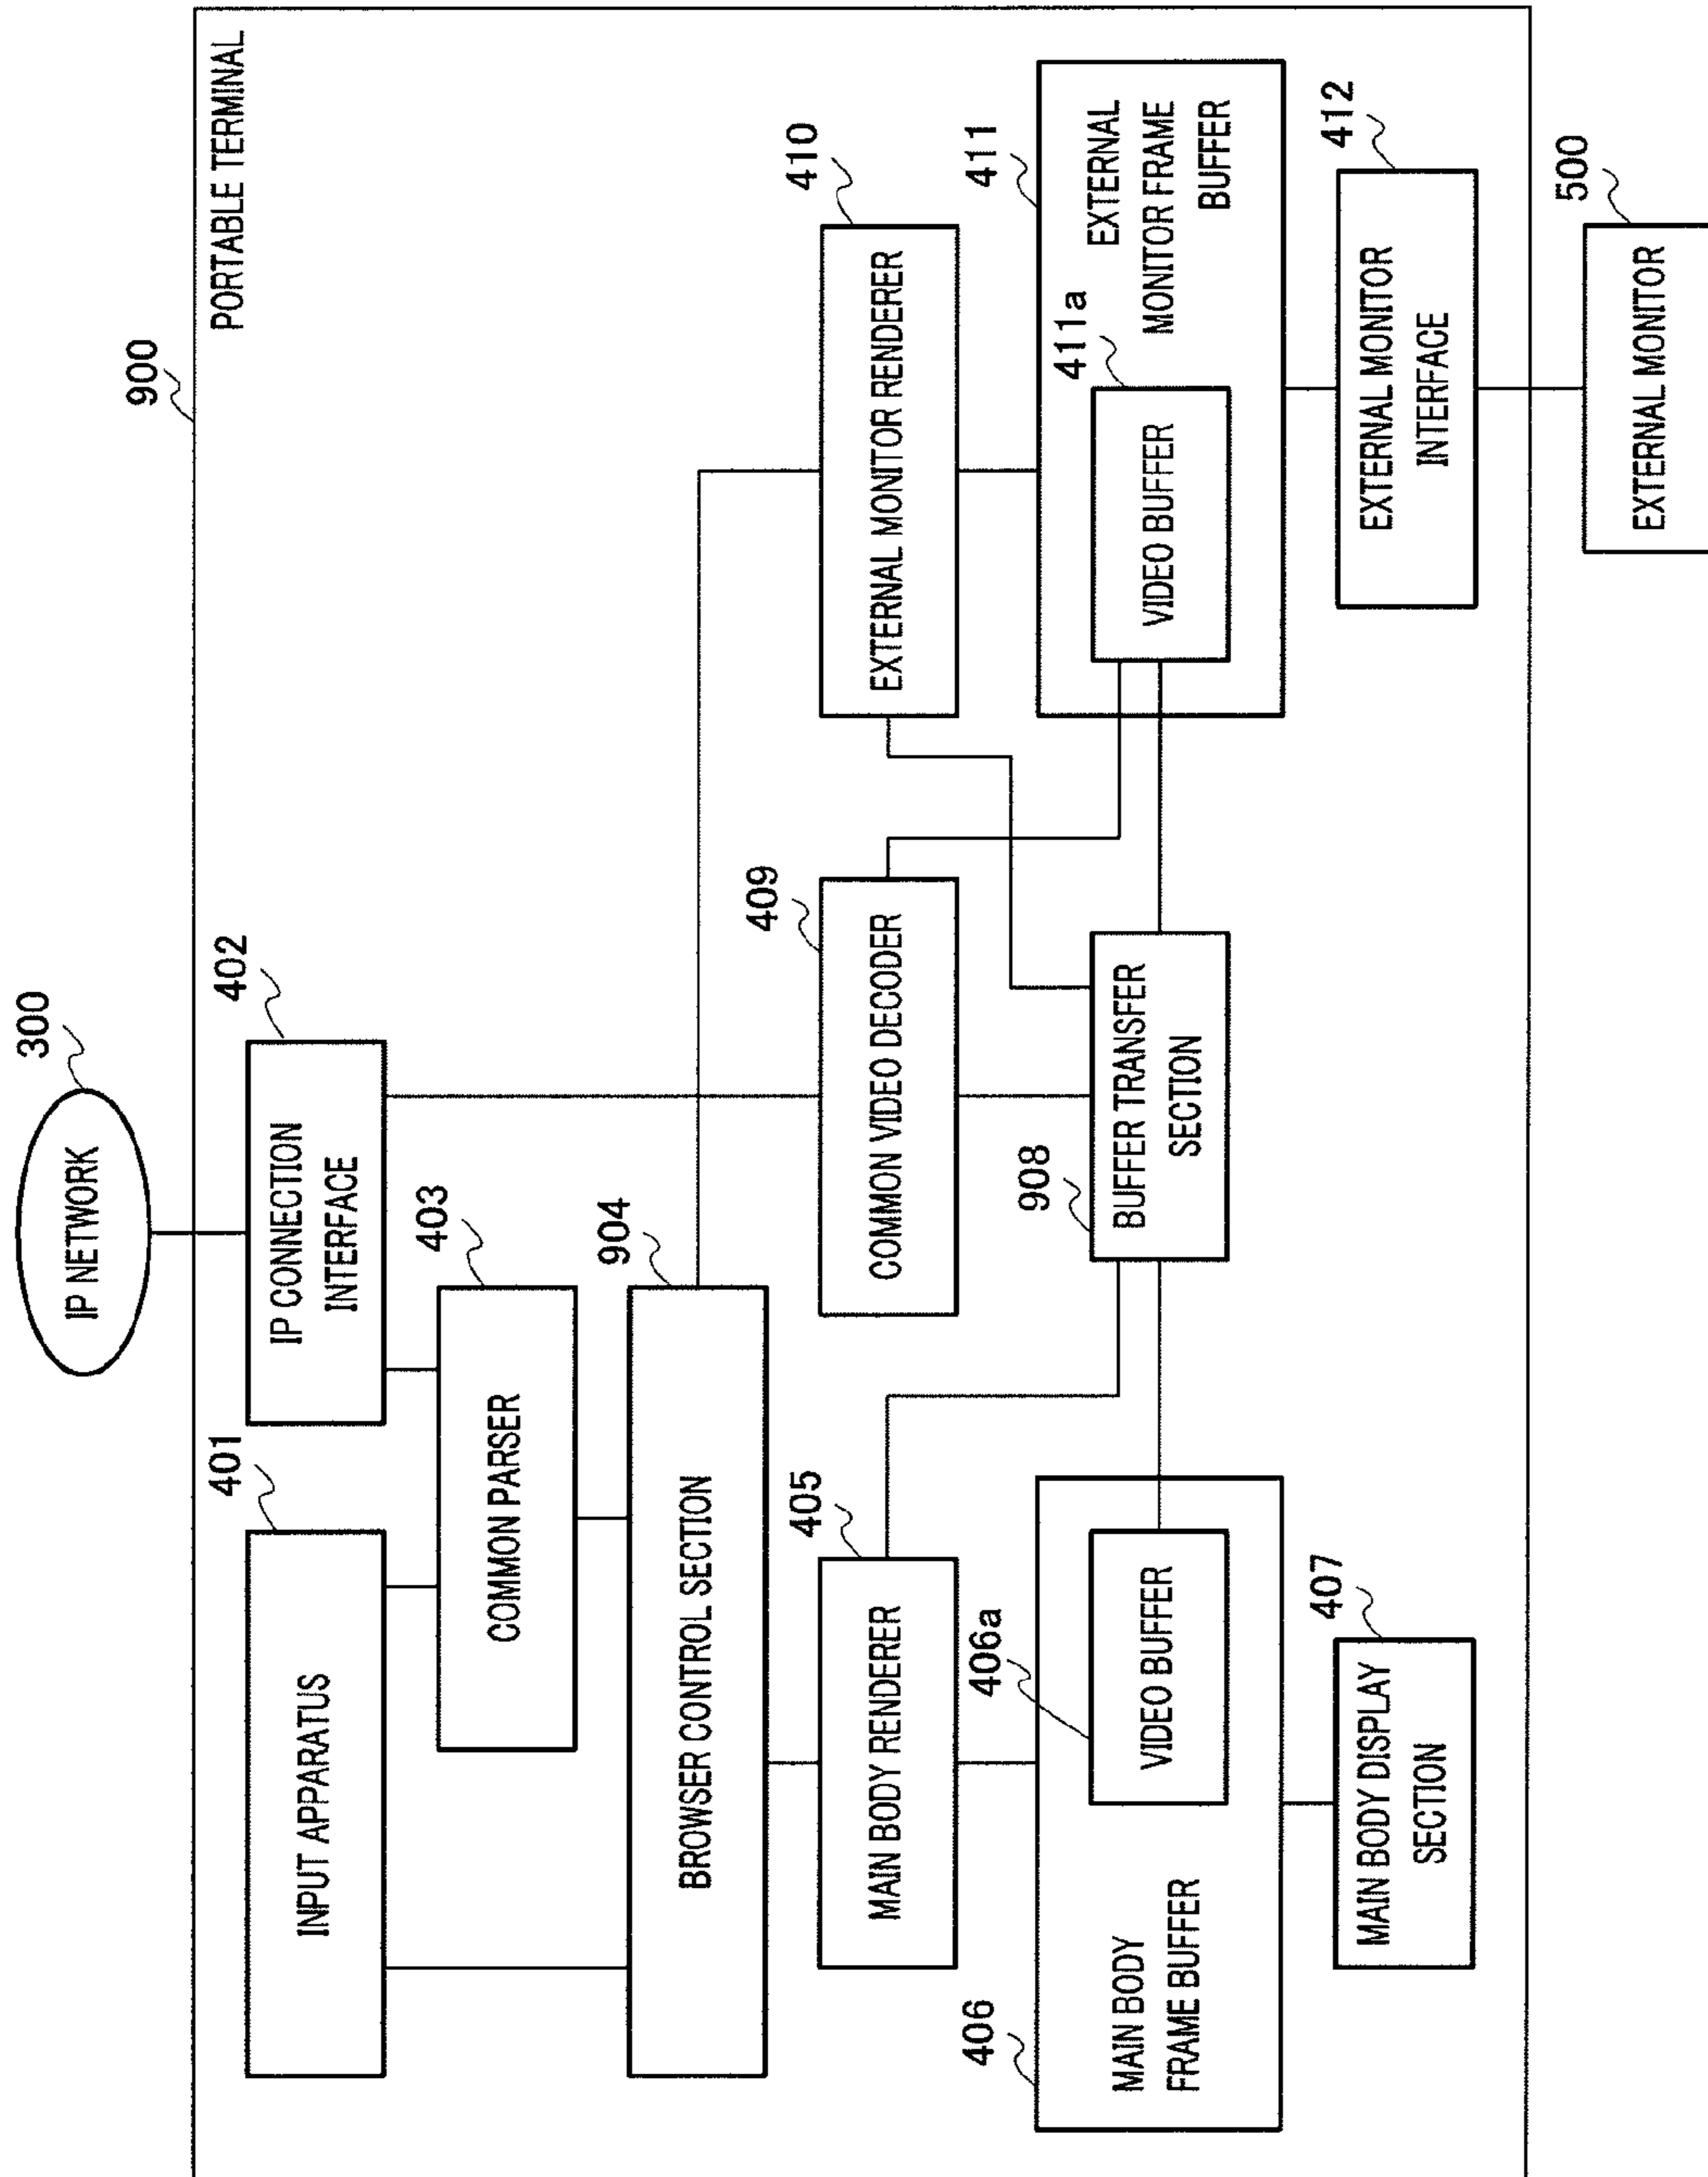 300
IP NETWORK
900
PORTABLE TERMINAL
401
INPUT APPARATUS
402
IP CONNECTION
INTERFACE
403
COMMON PARSER
904
BROWSER CONTROL SECTION
405
MAIN BODY RENDERER
409
COMMON VIDEO DECODER
410
EXTERNAL MONITOR RENDERER
406
MAIN BODY
FRAME BUFFER
406a
VIDEO BUFFER
908
BUFFER TRANSFER
SECTION
411a
VIDEO BUFFER
411
EXTERNAL
MONITOR FRAME
BUFFER
407
MAIN BODY DISPLAY
SECTION
412
EXTERNAL MONITOR
INTERFACE
500
EXTERNAL MONITOR